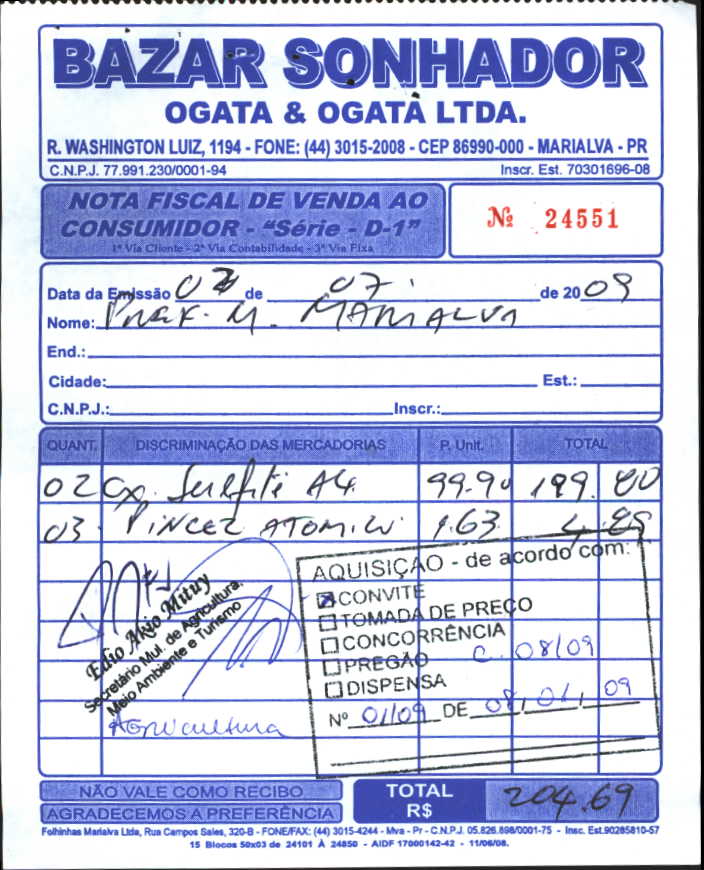 BAZAR SONHADOR
OGATA & OGATA LTDA.
R. WASHINGTON LUIZ, 1194 - FONE: (44) 3015-2008 - CEP 86990-000 - MARIALVA - PR
C.N.P.J. 77.991.230/0001-94 Inscr. Est. 70301696-08
NOTA FISCAL DE VENDA AO
CONSUMIDOR - “Série - D-1”
1ª Via Cliente - 2ª Via Contabilidade - 3ª Via Fixa
Nº 24551
Data da Emissão 07 de 07 de 2009
Nome: Pref. M. MARIALVA
End.:
Cidade: Est.:
C.N.P.J.: Inscr.:
QUANT. DISCRIMINAÇÃO DAS MERCADORIAS P. Unit. TOTAL
02 Cx. Sulfite A4. 99.90 199.80
03 PINCEL ATOMICO 1.63 4.89
AQUISIÇÃO - de acordo com:
CONVITE
TOMADA DE PREÇO
CONCORRÊNCIA
PREGÃO C. 08/09
DISPENSA
Nº 01/09 DE 08, 01, 09
Edio Akio Mituy
Secretário Mul. de Agricultura,
Meio Ambiente e Turismo
Agricultura
NÃO VALE COMO RECIBO
AGRADECEMOS A PREFERÊNCIA
TOTAL
R$ 204.69
Folhinhas Marialva Ltda, Rua Campos Sales, 320-B - FONE/FAX: (44) 3015-4244 - Mva - Pr - C.N.P.J. 05.826.898/0001-75 - Insc. Est.90285810-57
15 Blocos 50x03 de 24101 À 24850 - AIDF 17000142-42 - 11/06/08.